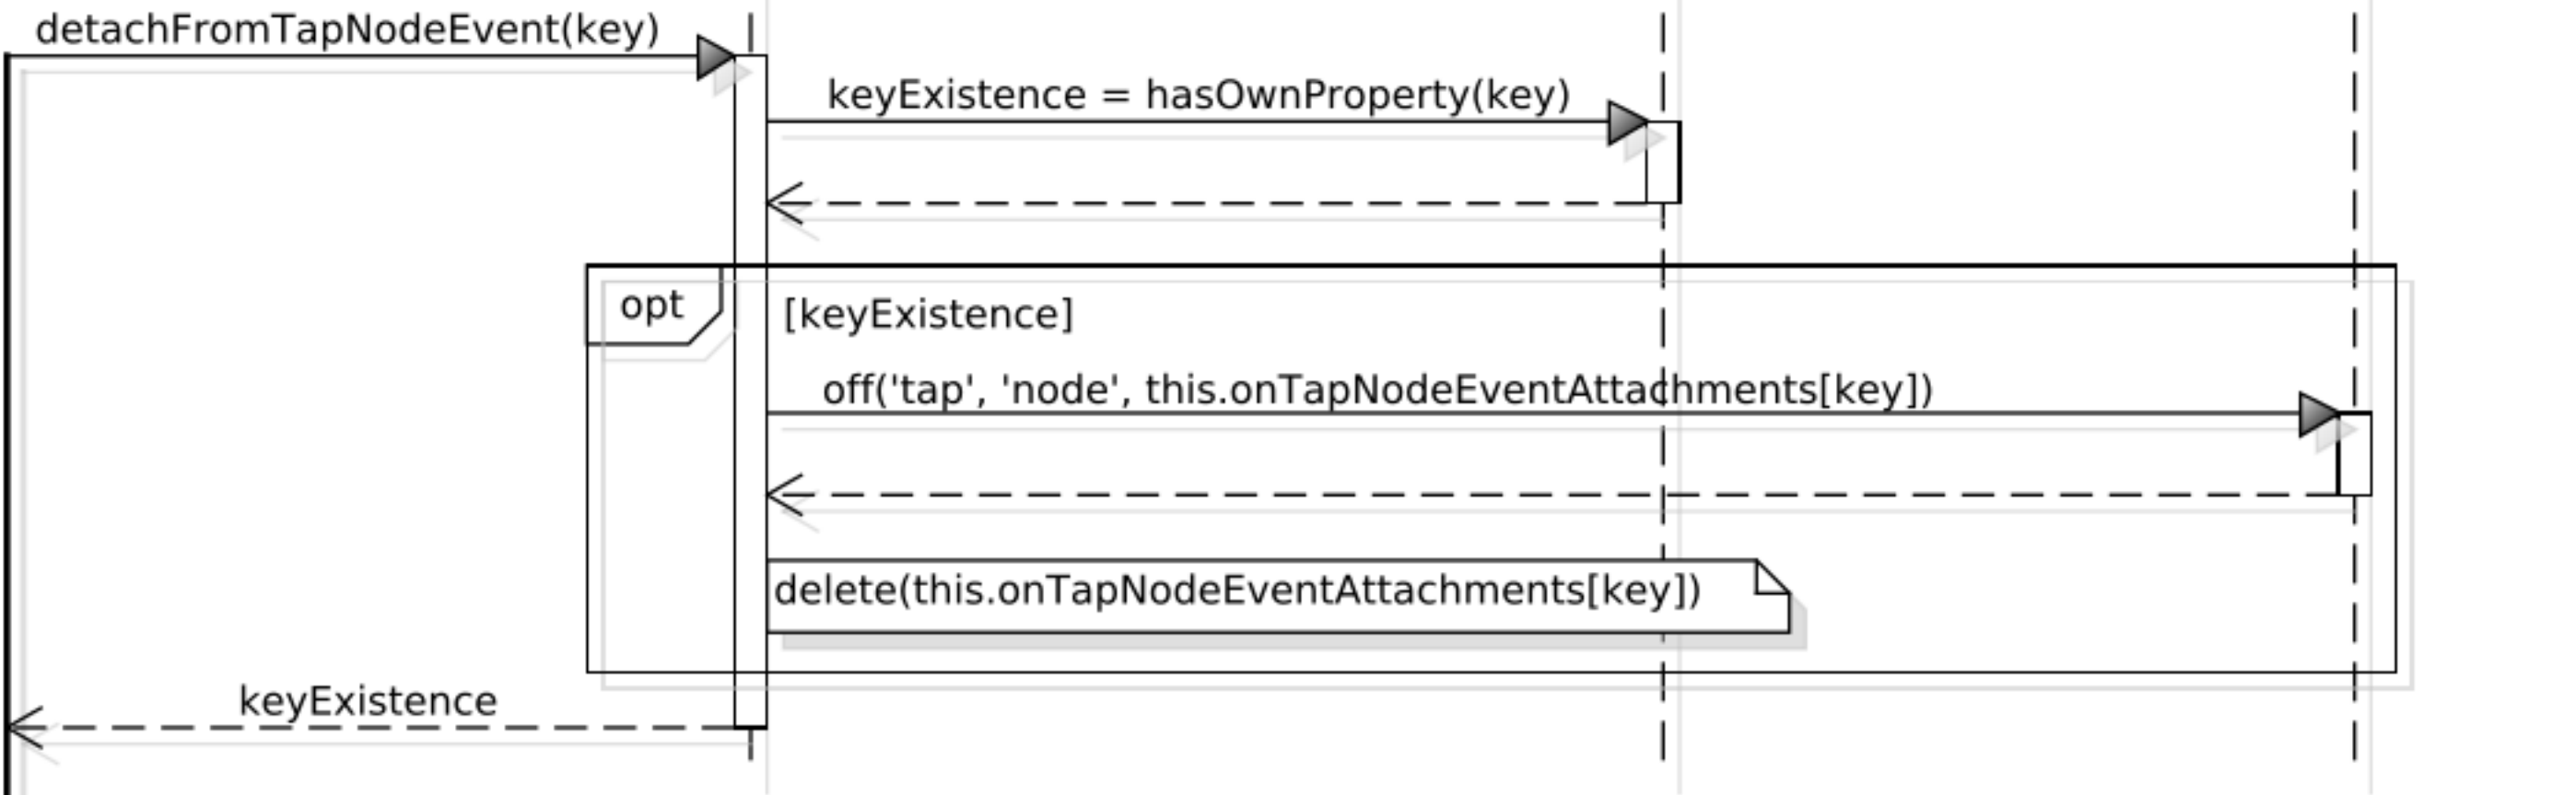 detachFromTapNodeEvent(key)
keyExistence = hasOwnProperty(key)
opt
[keyExistence]
off('tap', 'node', this.onTapNodeEventAttachments[key])
delete(this.onTapNodeEventAttachments[key])
keyExistence